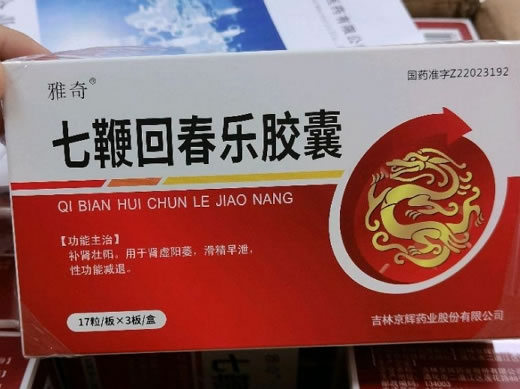 雅奇®
国药准字Z22023192
七鞭回春乐胶囊
QI BIAN HUI CHUN LE JIAO NANG
【功能主治】
补肾壮阳。用于肾虚阳萎，滑精早泄，
性功能减退。
17粒/板×3板/盒
吉林京辉药业股份有限公司